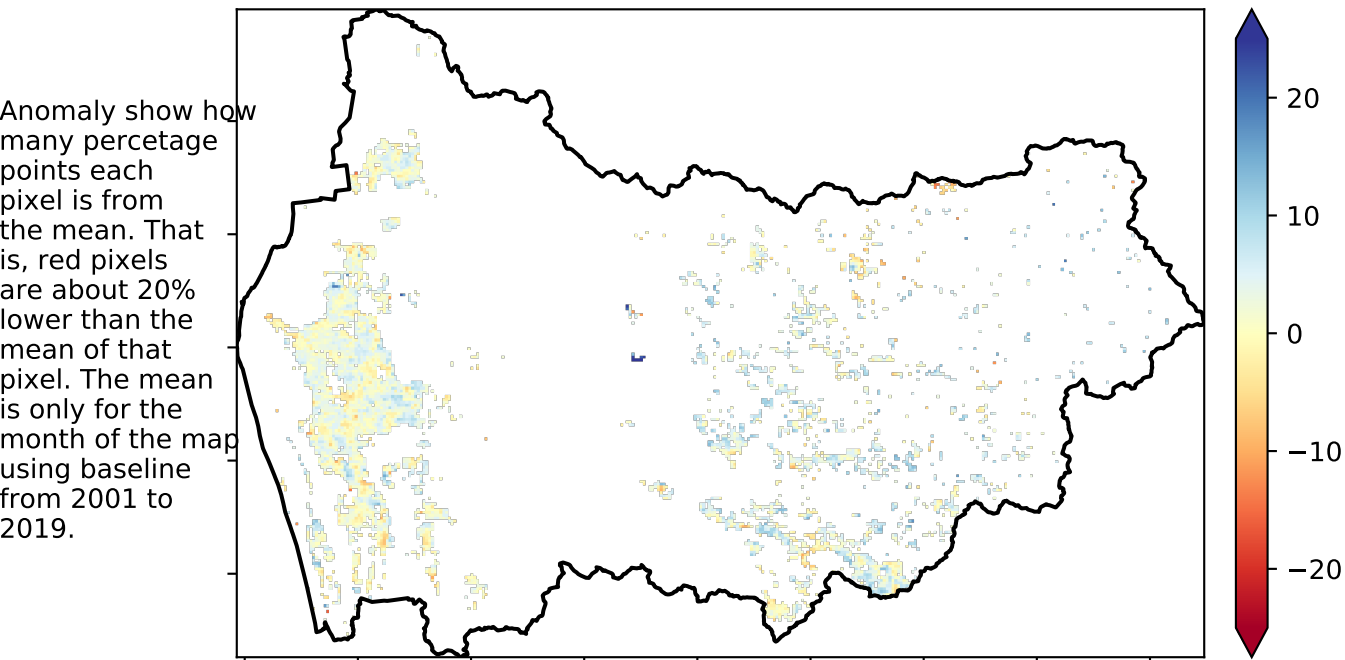 Anomaly show how
many percetage
points each
pixel is from
the mean. That
is, red pixels
are about 20%
lower than the
mean of that
pixel. The mean
is only for the
month of the map
using baseline
from 2001 to
2019.
20
10
0
−10
−20